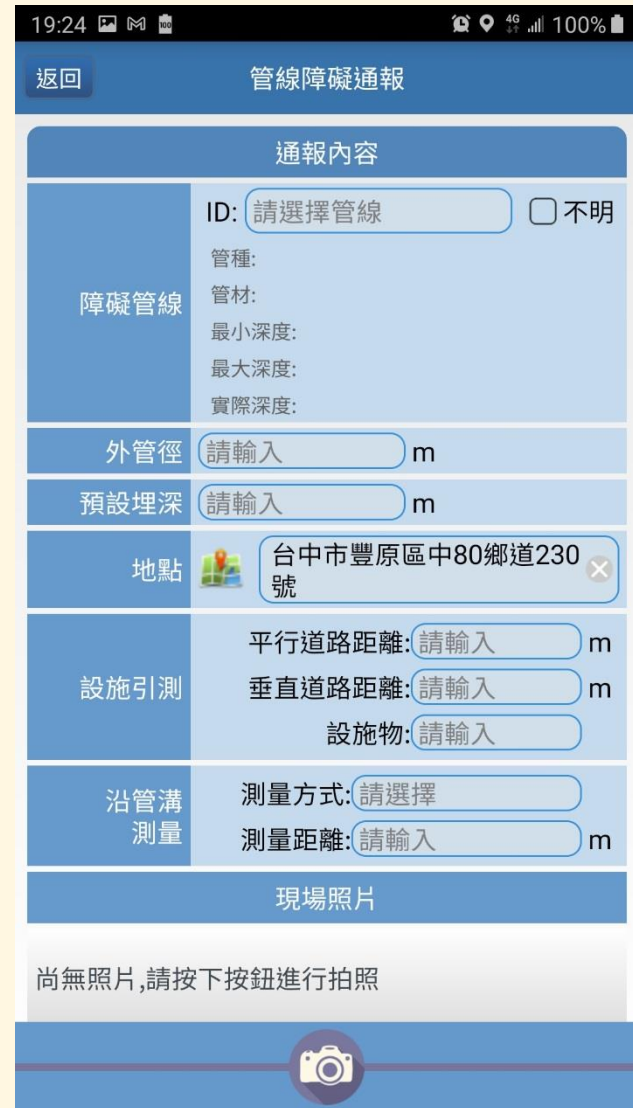 19:24 100 4G 100%
返回 管線障礙通報
通報內容
障礙管線
ID: 請選擇管線 不明
管種:
管材:
最小深度:
最大深度:
實際深度:
外管徑 請輸入 m
預設埋深 請輸入 m
地點 台中市豐原區中80鄉道230
號
設施引測
平行道路距離:請輸入 m
垂直道路距離:請輸入 m
設施物:請輸入
沿管溝
測量
測量方式:請選擇
測量距離:請輸入 m
現場照片
尚無照片,請按下按鈕進行拍照